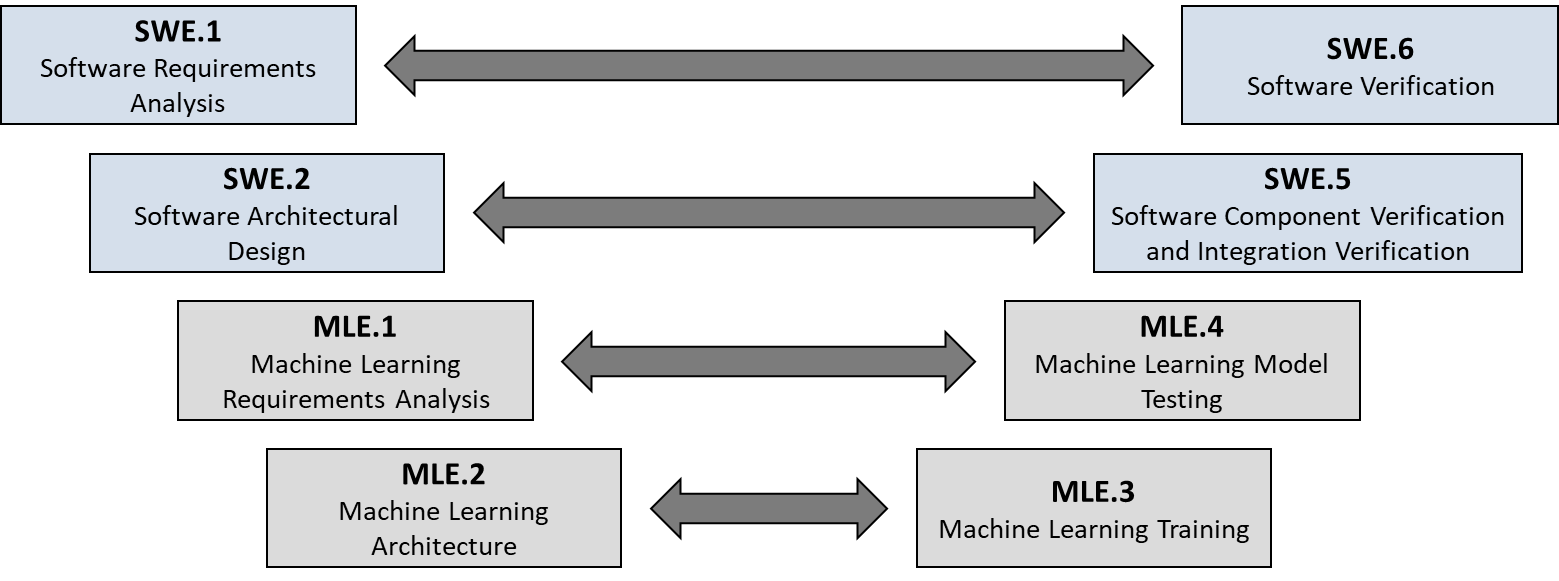 SWE.1
Software Requirements
Analysis
SWE.6
Software Verification
SWE.2
Software Architectural
Design
SWE.5
Software Component Verification
and Integration Verification
MLE.1
Machine Learning
Requirements Analysis
MLE.4
Machine Learning Model
Testing
MLE.2
Machine Learning
Architecture
MLE.3
Machine Learning Training